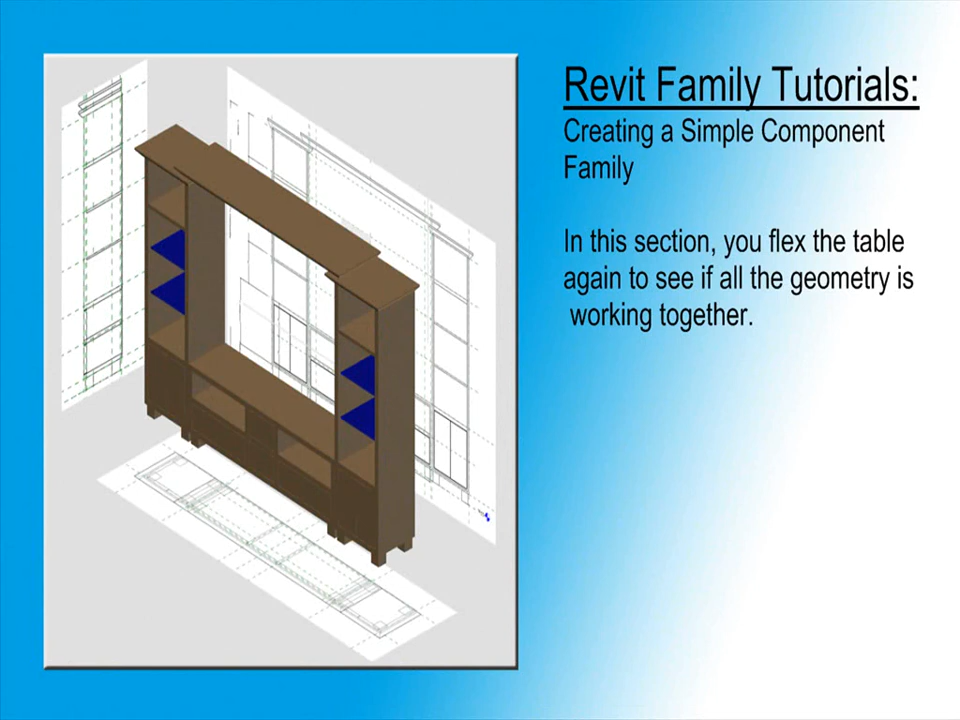 Revit Family Tutorials:
Creating a Simple Component
Family
In this section, you flex the table
again to see if all the geometry is
working together.